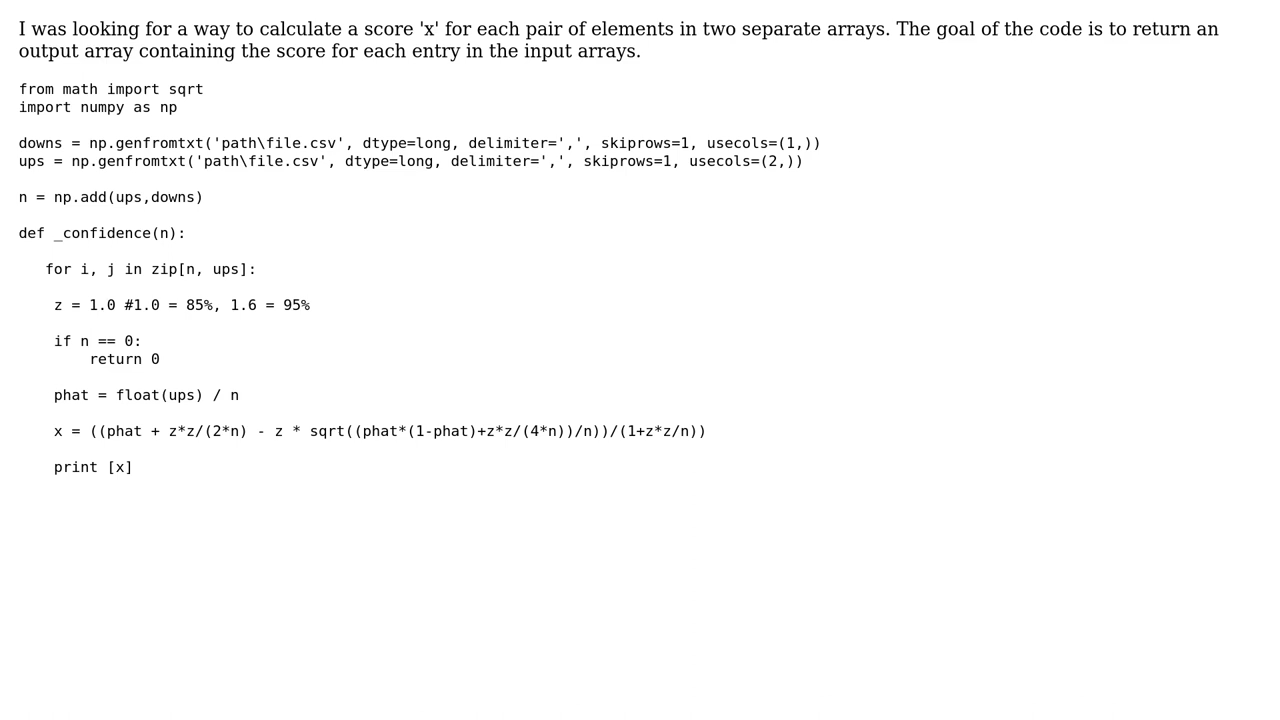 I was looking for a way to calculate a score 'x' for each pair of elements in two separate arrays. The goal of the code is to return an
output array containing the score for each entry in the input arrays.
from math import sqrt
import numpy as np
downs = np.genfromtxt('path\file.csv', dtype=long, delimiter=',', skiprows=1, usecols=(1,))
ups = np.genfromtxt('path\file.csv', dtype=long, delimiter=',', skiprows=1, usecols=(2,))
n = np.add(ups,downs)
def _confidence(n):
   for i, j in zip[n, ups]:
    z = 1.0 #1.0 = 85%, 1.6 = 95%
    if n == 0:
        return 0
    phat = float(ups) / n
    x = ((phat + z*z/(2*n) - z * sqrt((phat*(1-phat)+z*z/(4*n))/n))/(1+z*z/n))
    print [x]